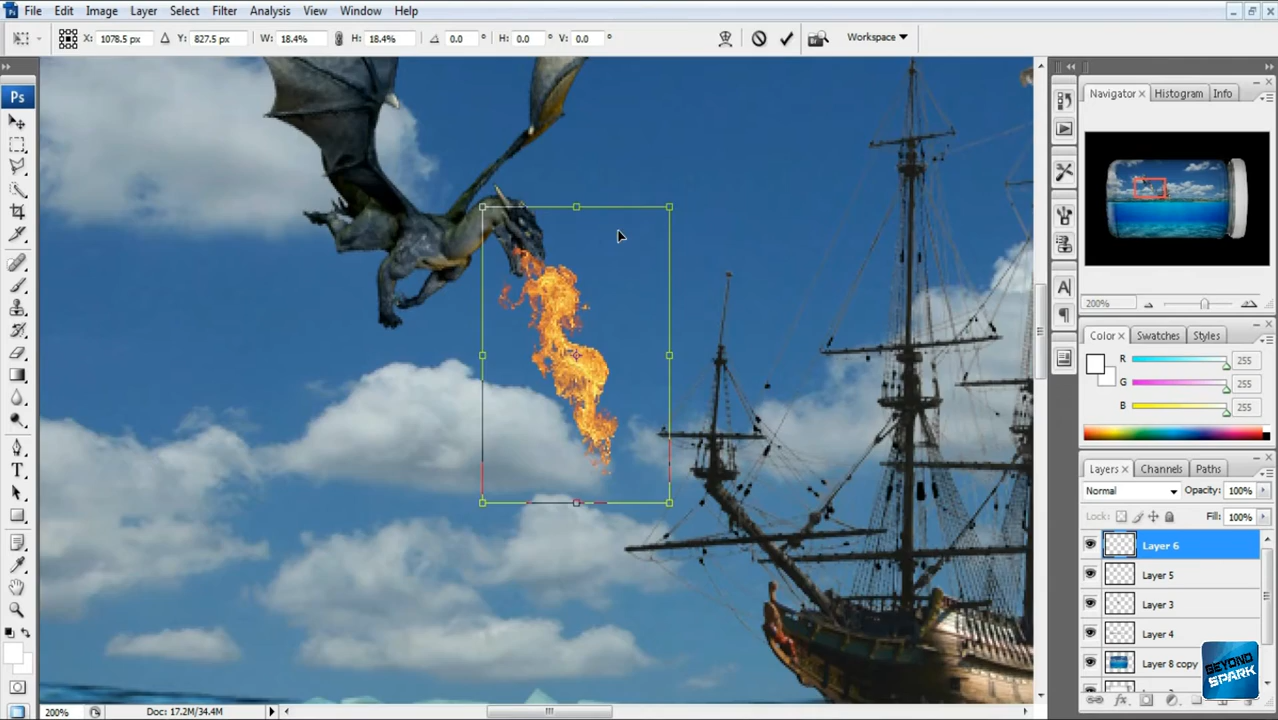 Ps File Edit Image Layer Select Filter Analysis View Window Help
X: 1078.5 px Y: 827.5 px W: 18.4% H: 18.4% 0.0 ° H: 0.0 ° V: 0.0 ° Workspace
Ps
Navigator Histogram Info
200%
Color Swatches Styles
R 255
G 255
B 255
Layers Channels Paths
Normal Opacity: 100%
Lock: Fill: 100%
Layer 6
Layer 5
Layer 3
Layer 4
Layer 8 copy
BEYOND
SPARK
T
A
200% Doc: 17.2M/34.4M